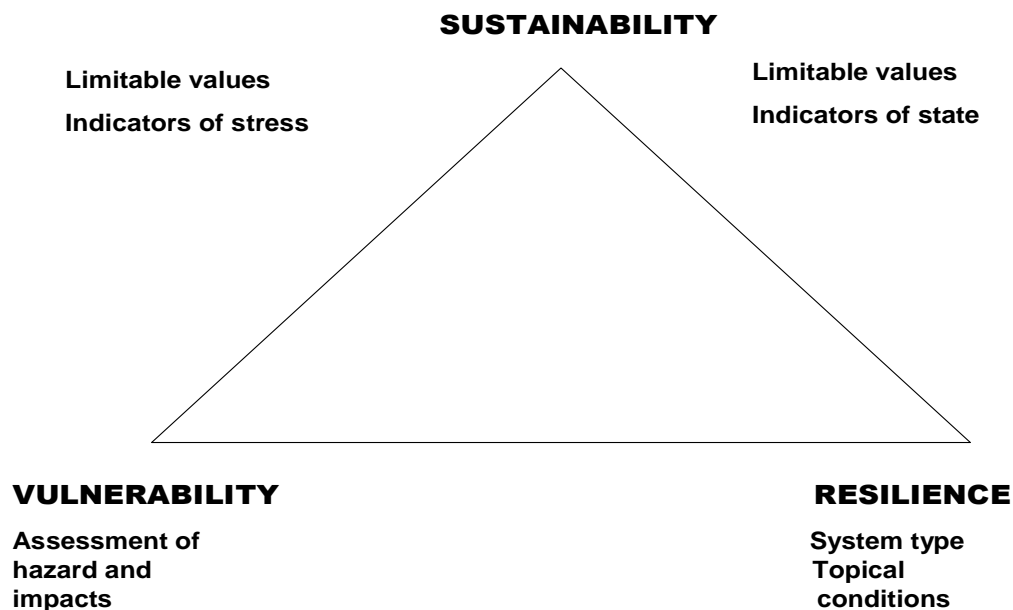 SUSTAINABILITY
Limitable values
Indicators of stress
Limitable values
Indicators of state
VULNERABILITY
Assessment of
hazard and
impacts
RESILIENCE
System type
Topical
conditions